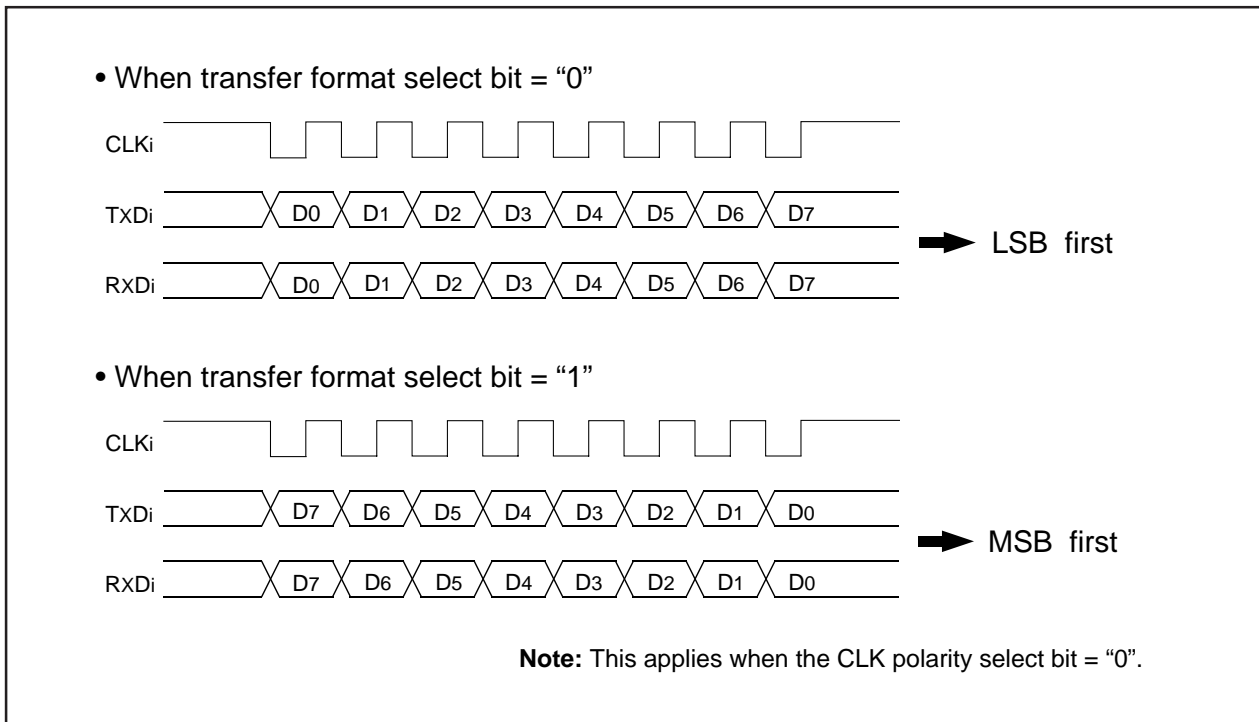 • When transfer format select bit = “0”
CLKi
TXDi D0 D1 D2 D3 D4 D5 D6 D7
RXDi D0 D1 D2 D3 D4 D5 D6 D7
LSB first
• When transfer format select bit = “1”
CLKi
TXDi D7 D6 D5 D4 D3 D2 D1 D0
RXDi D7 D6 D5 D4 D3 D2 D1 D0
MSB first
Note: This applies when the CLK polarity select bit = “0”.